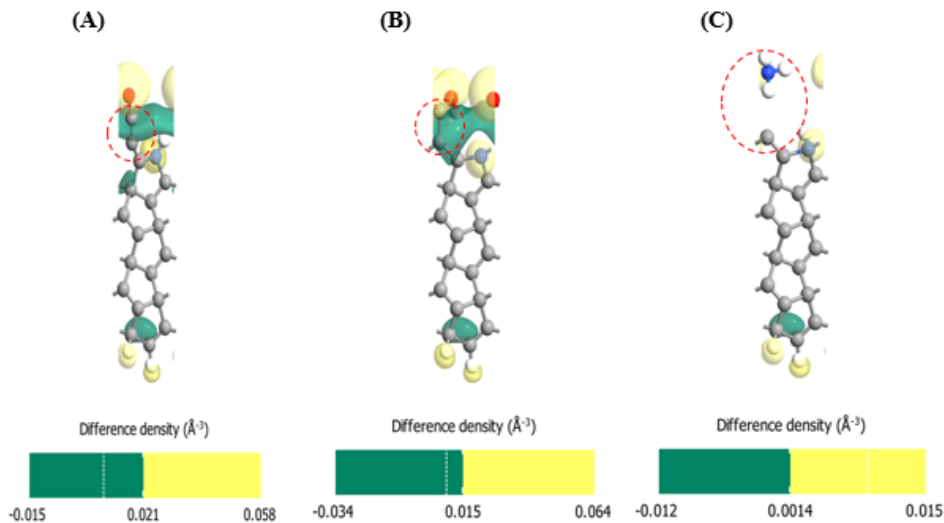 (A)
(B)
(C)
Difference density (Å⁻³)
Difference density (Å⁻³)
Difference density (Å⁻³)
-0.015 0.021 0.058
-0.034 0.015 0.064
-0.012 0.0014 0.015